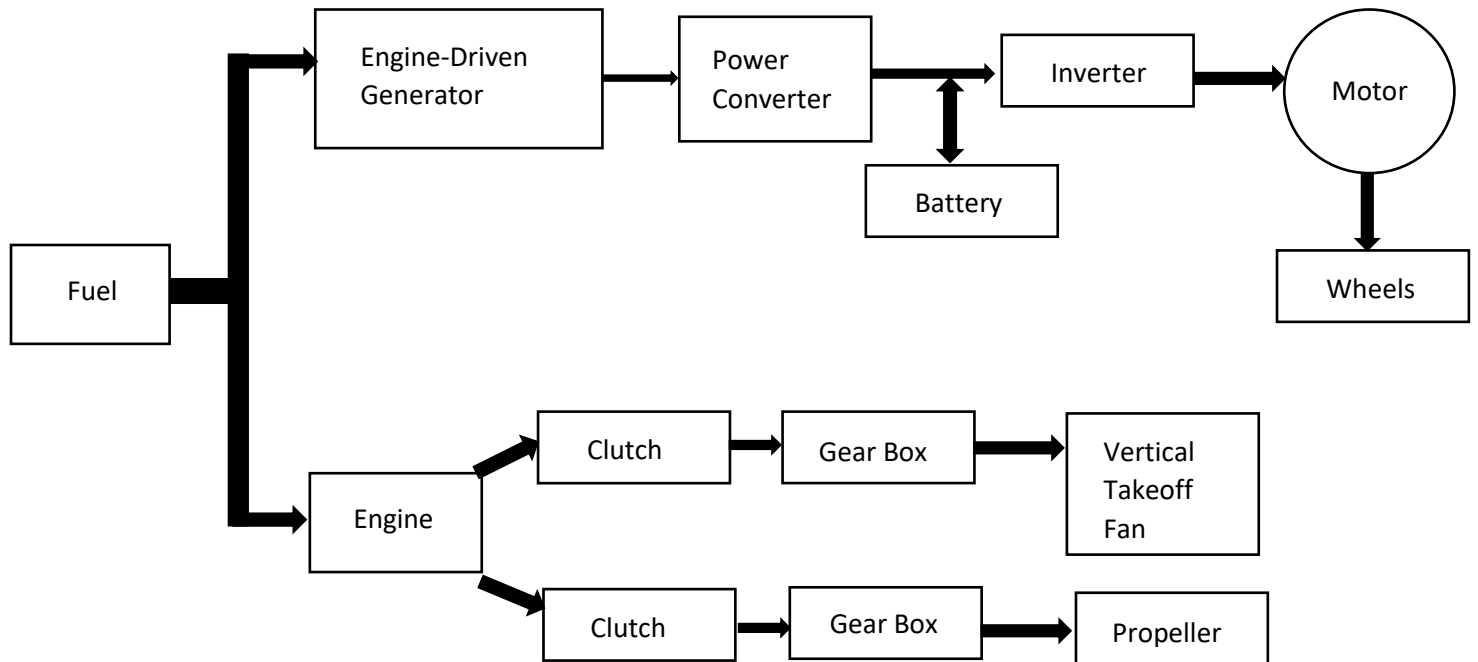 Engine-Driven
Generator
Power
Converter
Inverter
Motor
Battery
Fuel
Wheels
Clutch
Gear Box
Vertical
Takeoff
Fan
Engine
Clutch
Gear Box
Propeller